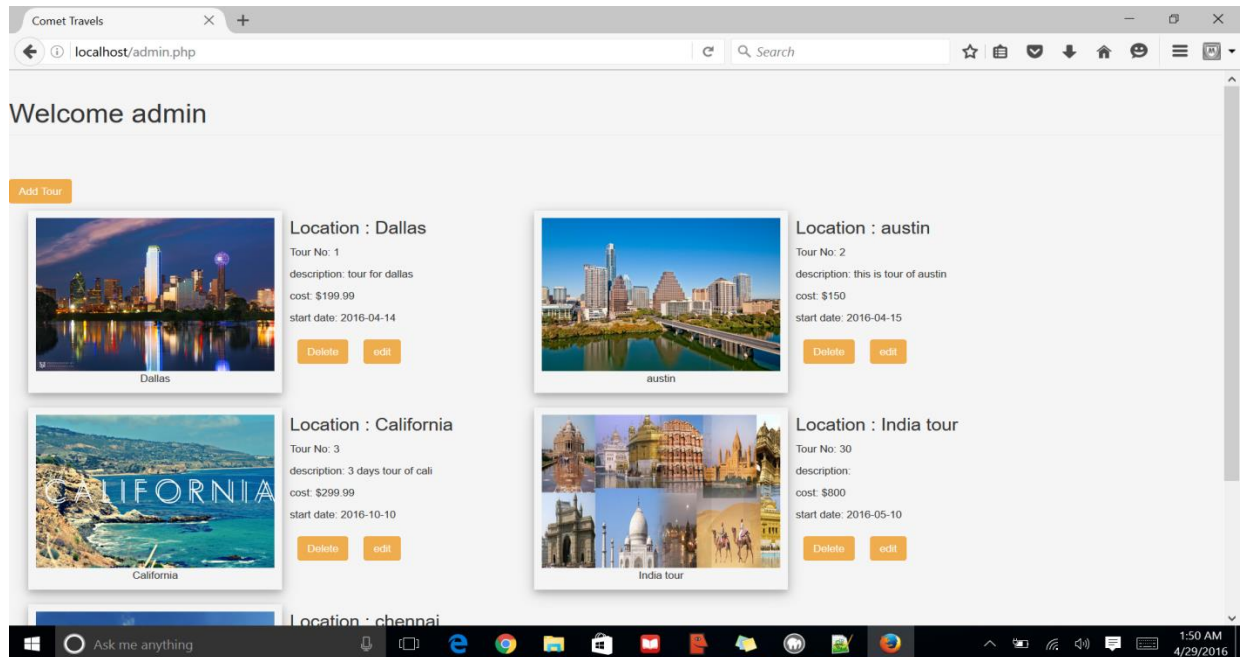 Comet Travels
localhost/admin.php
Search
Welcome admin
Add Tour
Location : Dallas
Tour No: 1
description: tour for dallas
cost: $199.99
start date: 2016-04-14
Delete edit
Dallas
Location : austin
Tour No: 2
description: this is tour of austin
cost: $150
start date: 2016-04-15
Delete edit
austin
CALIFORNIA
Location : California
Tour No: 3
description: 3 days tour of cali
cost: $299.99
start date: 2016-10-10
Delete edit
California
Location : India tour
Tour No: 30
description:
cost: $800
start date: 2016-05-10
Delete edit
India tour
Location : chennai
Ask me anything
1:50 AM
4/29/2016